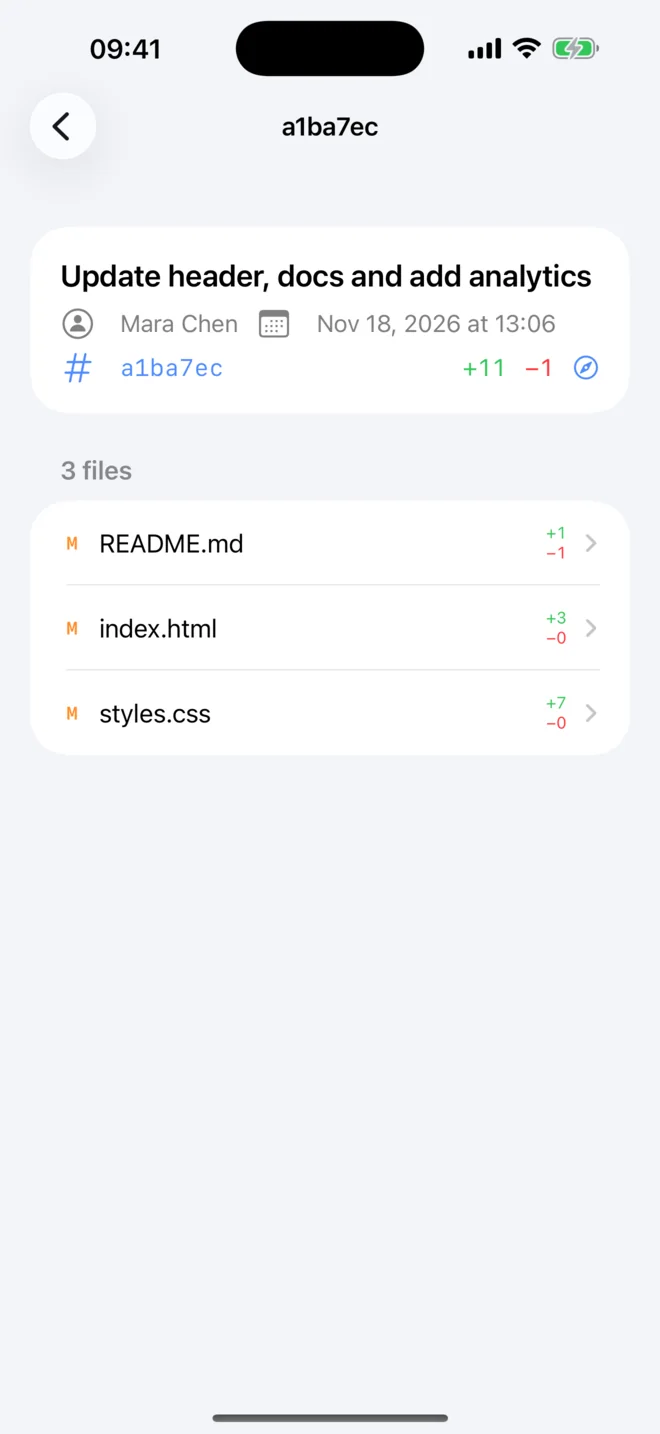 09:41
a1ba7ec
Update header, docs and add analytics
Mara Chen Nov 18, 2026 at 13:06
# a1ba7ec +11 −1
3 files
M README.md +1
−1
M index.html +3
−0
M styles.css +7
−0